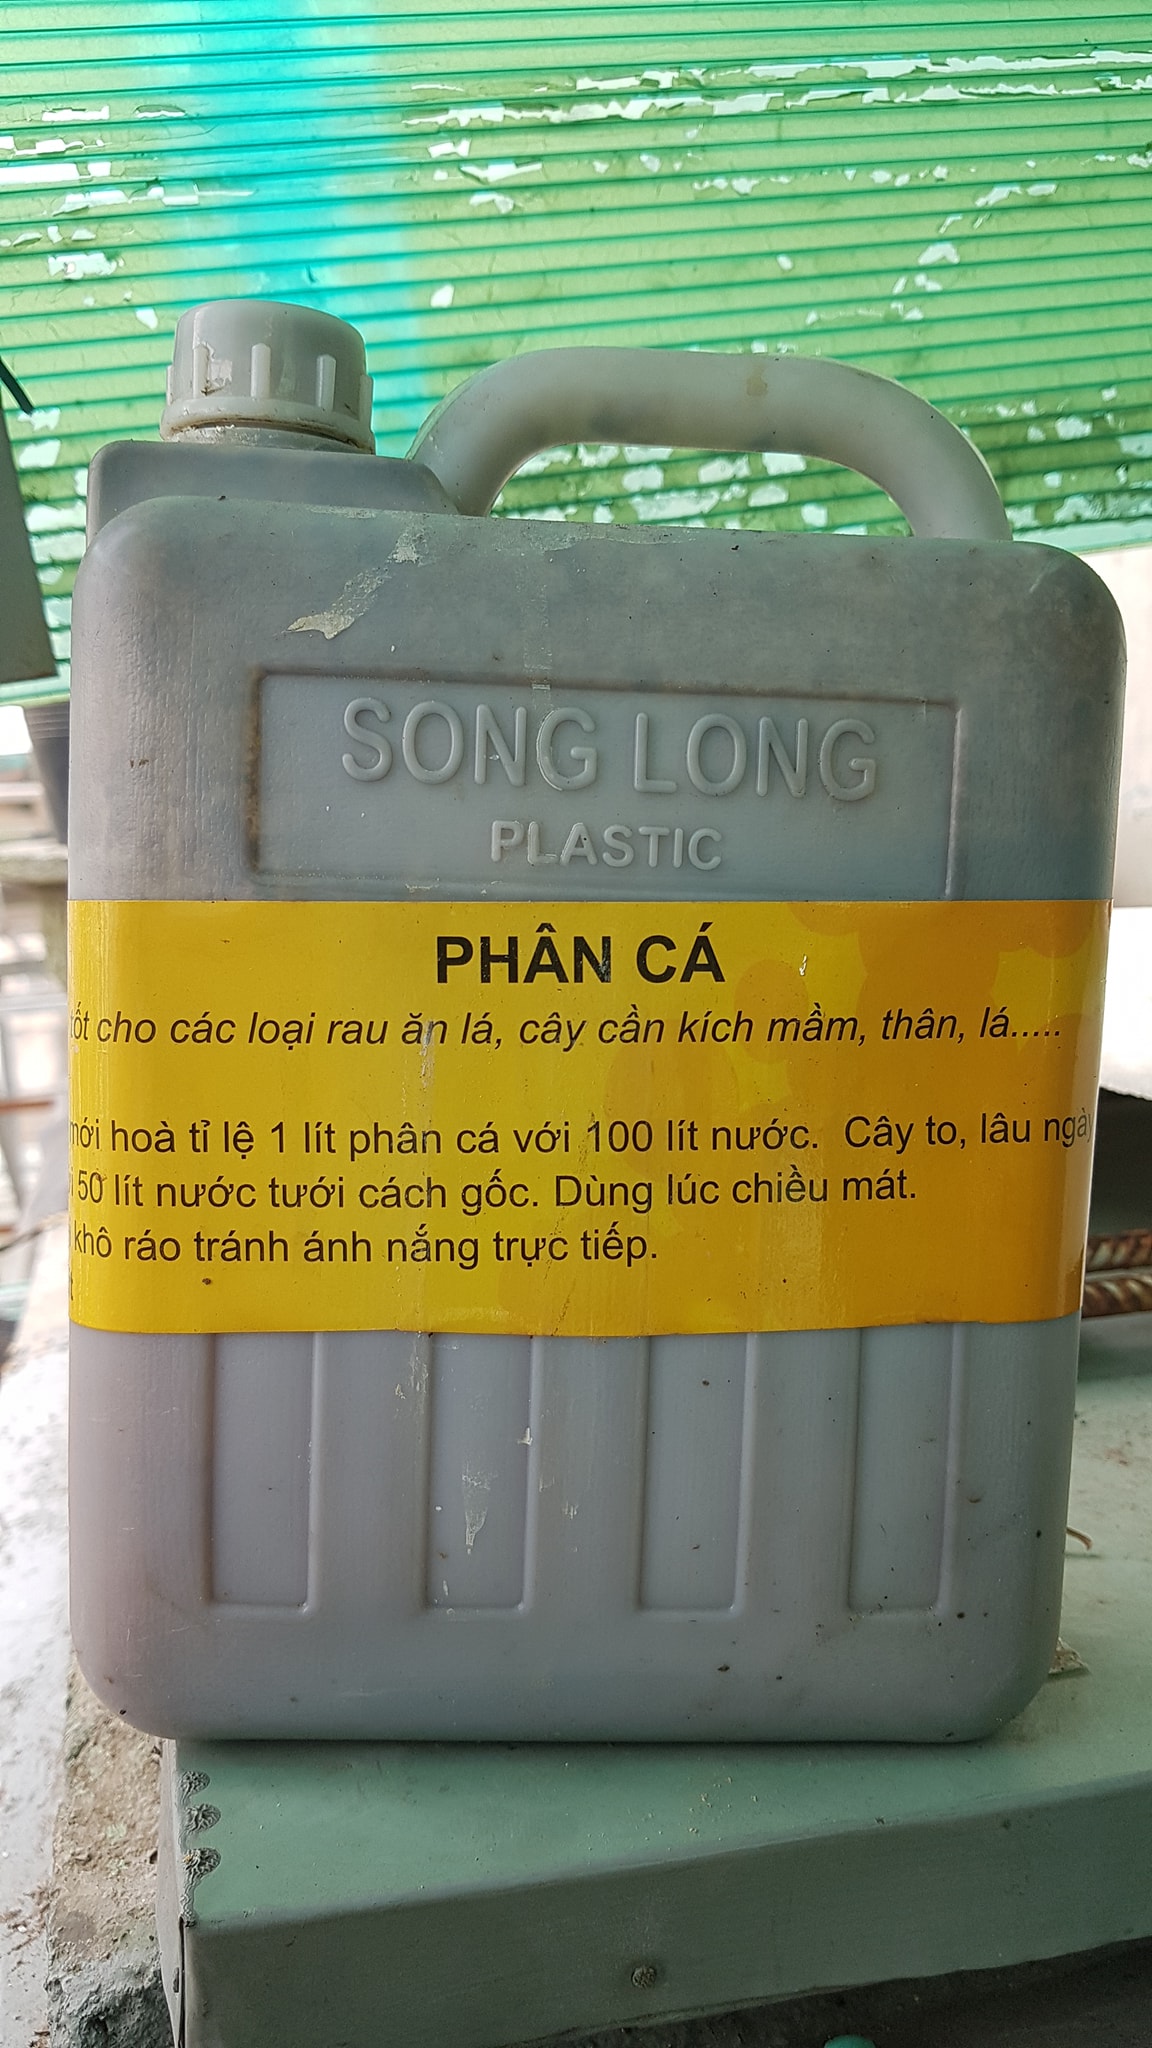 SONG LONG
PLASTIC
PHÂN CÁ
tốt cho các loại rau ăn lá, cây cần kích mầm, thân, lá.....
mới hoà tỉ lệ 1 lít phân cá với 100 lít nước. Cây to, lâu ngày
50 lít nước tưới cách gốc. Dùng lúc chiều mát.
khô ráo tránh ánh nắng trực tiếp.